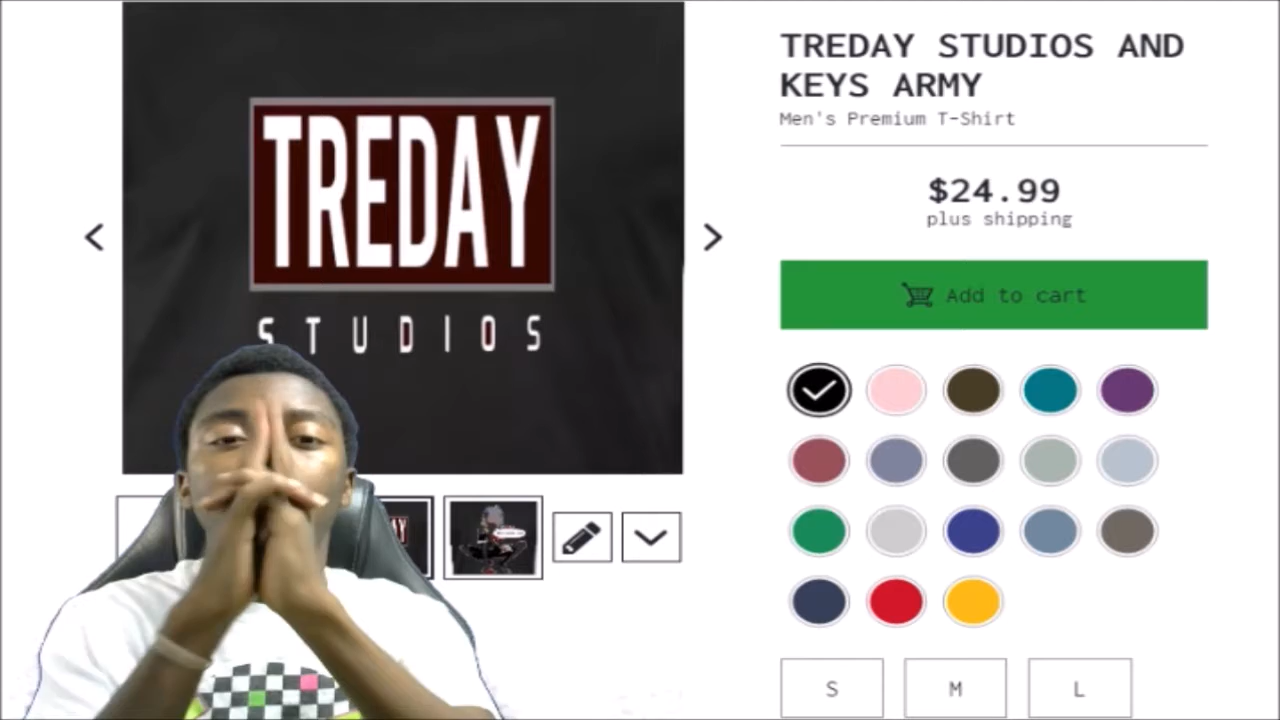 TREDAY
STUDIOS
TREDAY STUDIOS AND
KEYS ARMY
Men's Premium T-Shirt
$24.99
plus shipping
Add to cart
S
M
L